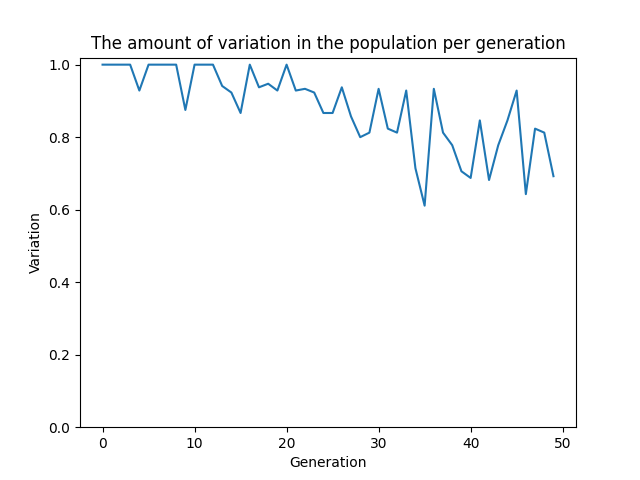 The amount of variation in the population per generation
1.0
0.8
0.6
0.4
0.2
0.0
Variation
0 10 20 30 40 50
Generation